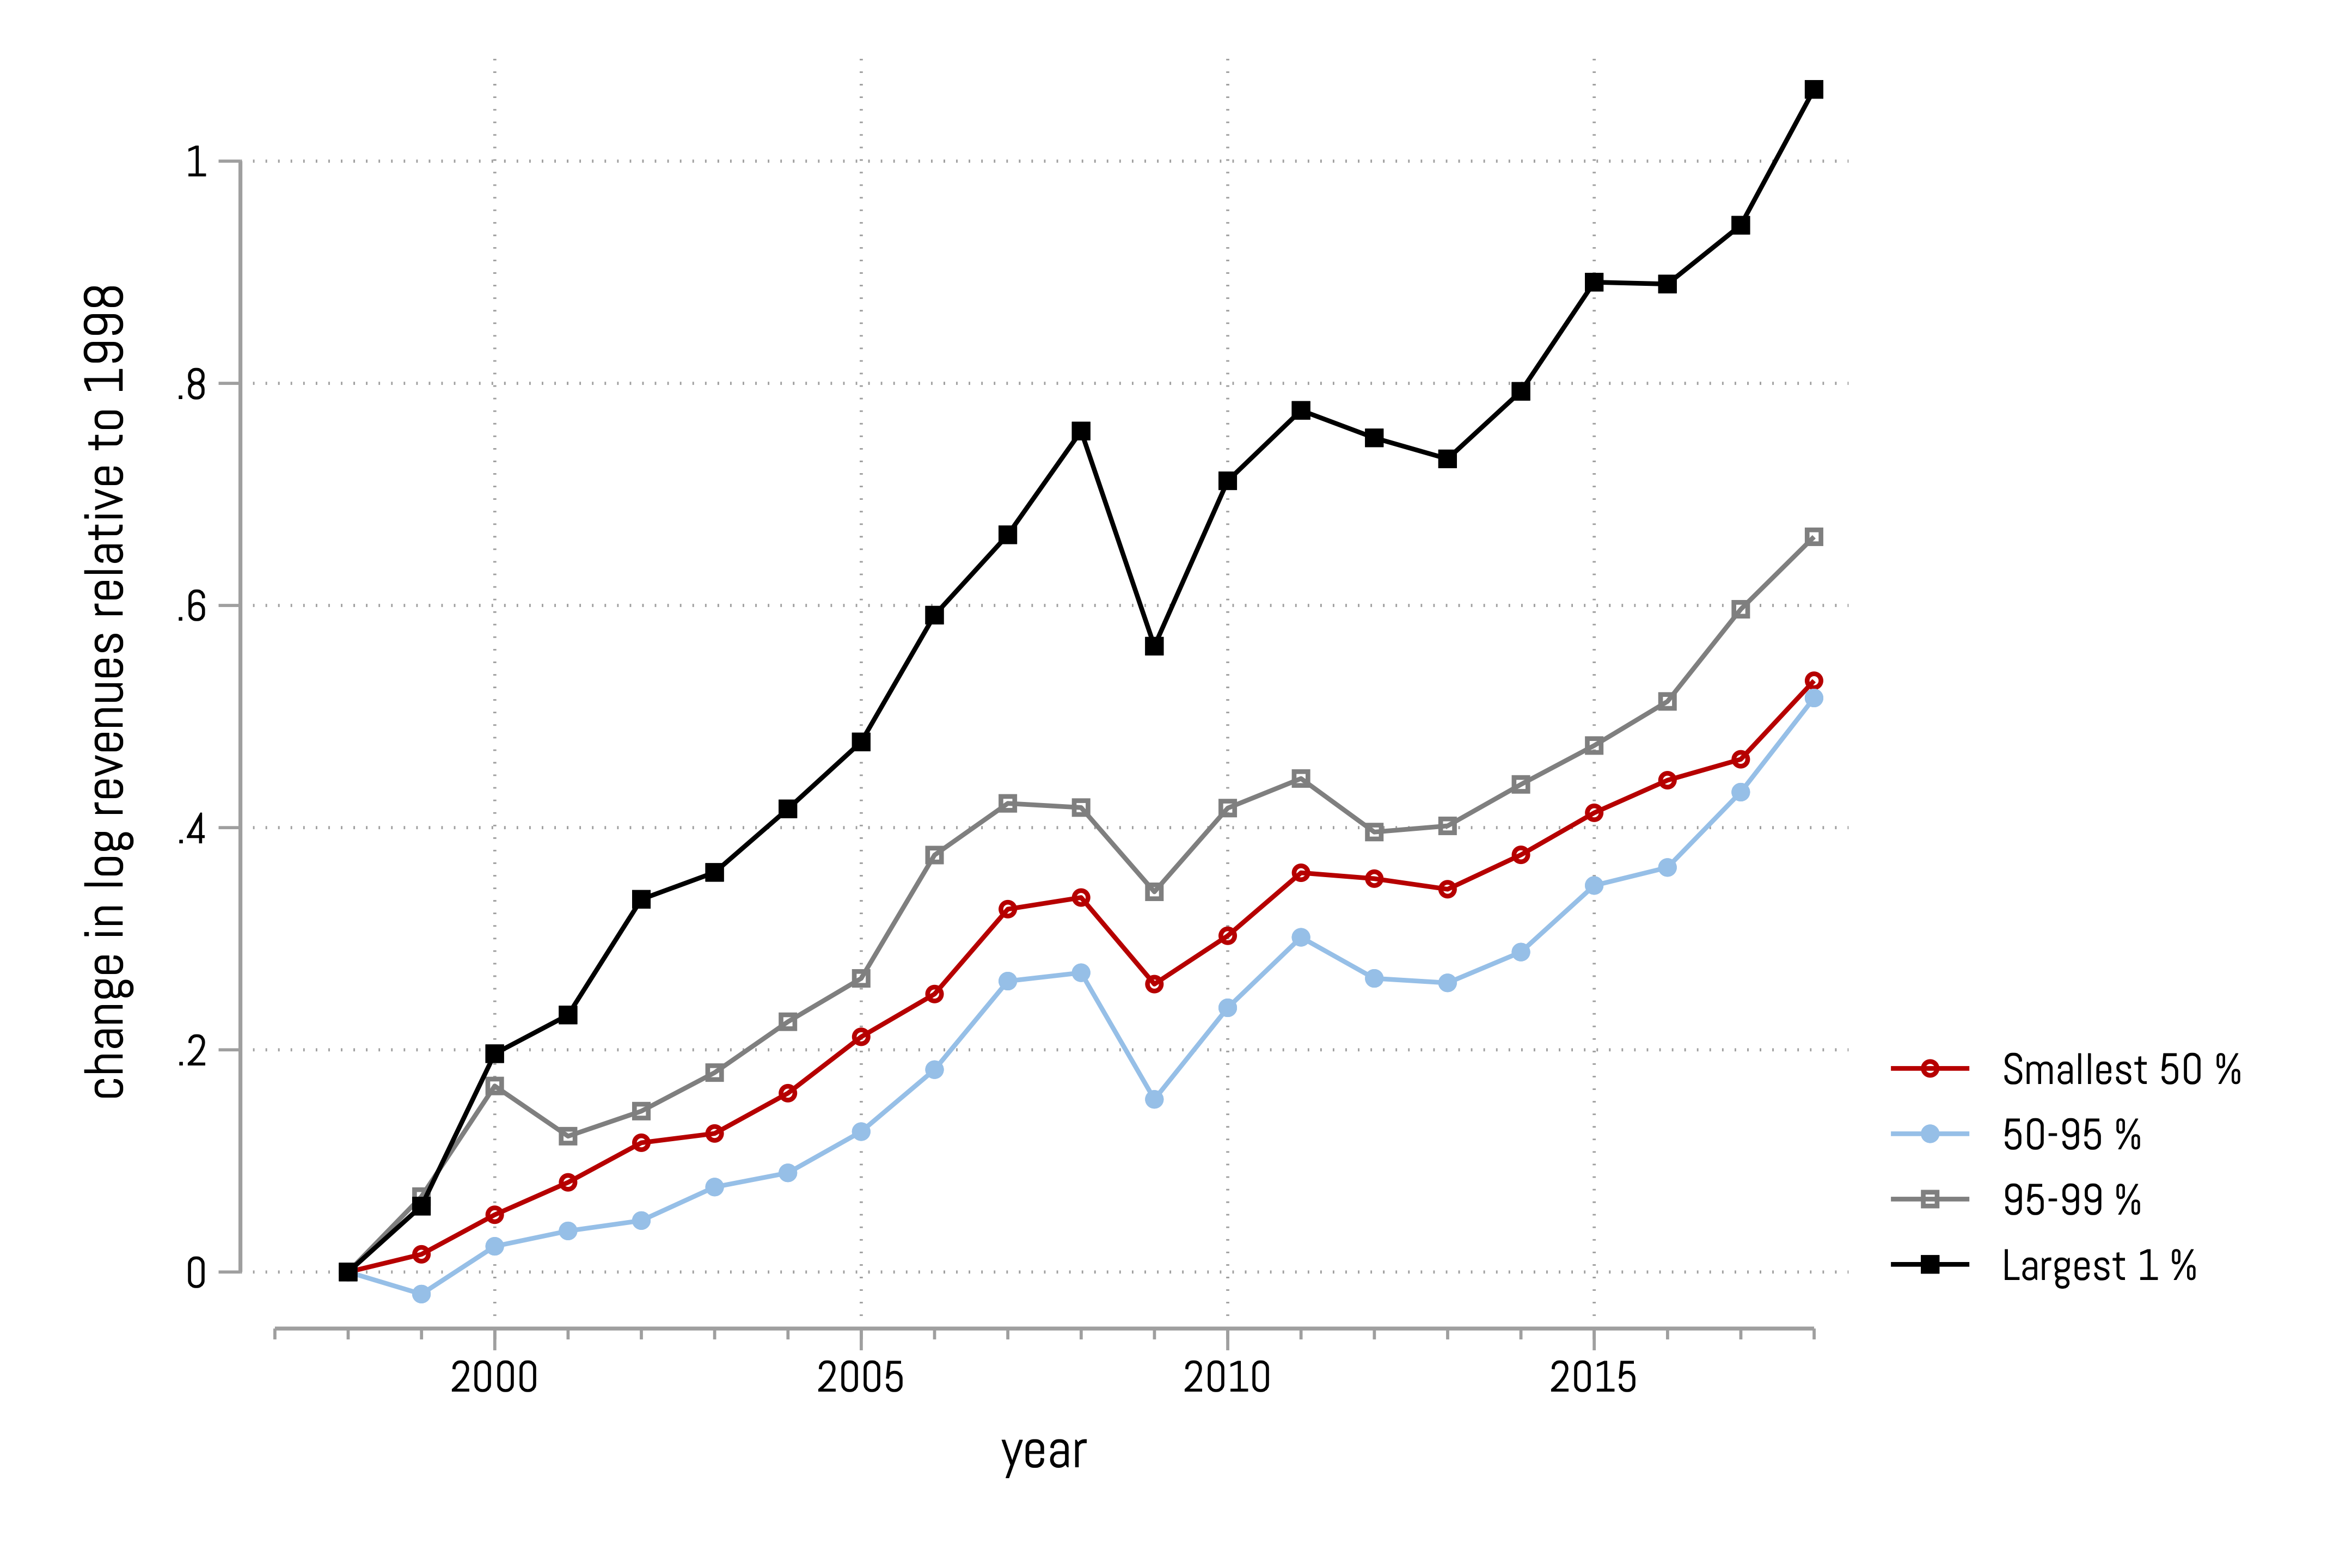 change in log revenues relative to 1998
1
.8
.6
.4
.2
0
2000 2005 2010 2015
year
Smallest 50 %
50-95 %
95-99 %
Largest 1 %